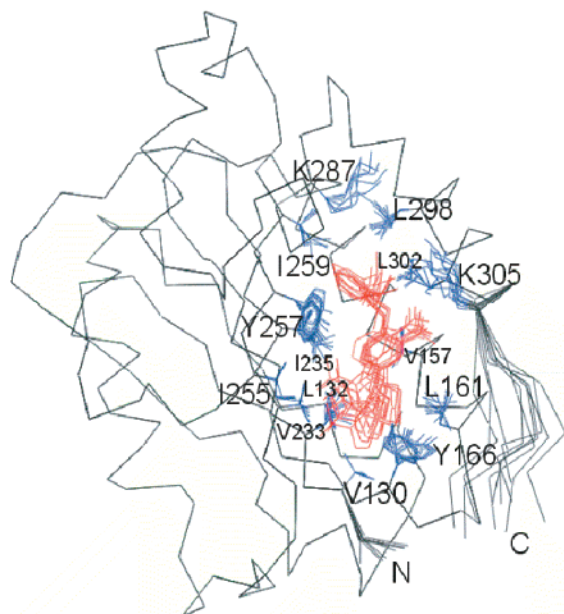 K287
L298
I259
L302
K305
Y257
V157
I235
I255
L132
L161
V233
Y166
V130
C
N